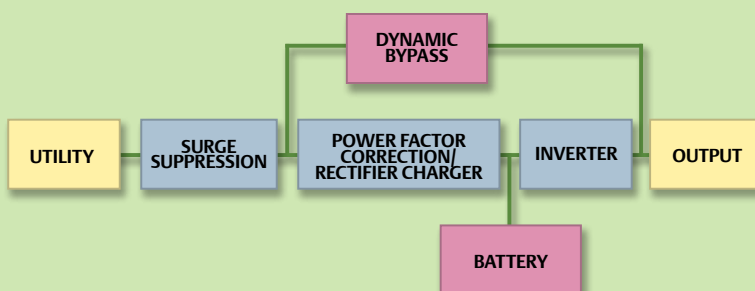 DYNAMIC
BYPASS
UTILITY
SURGE
SUPPRESSION
POWER FACTOR
CORRECTION/
RECTIFIER CHARGER
INVERTER
OUTPUT
BATTERY